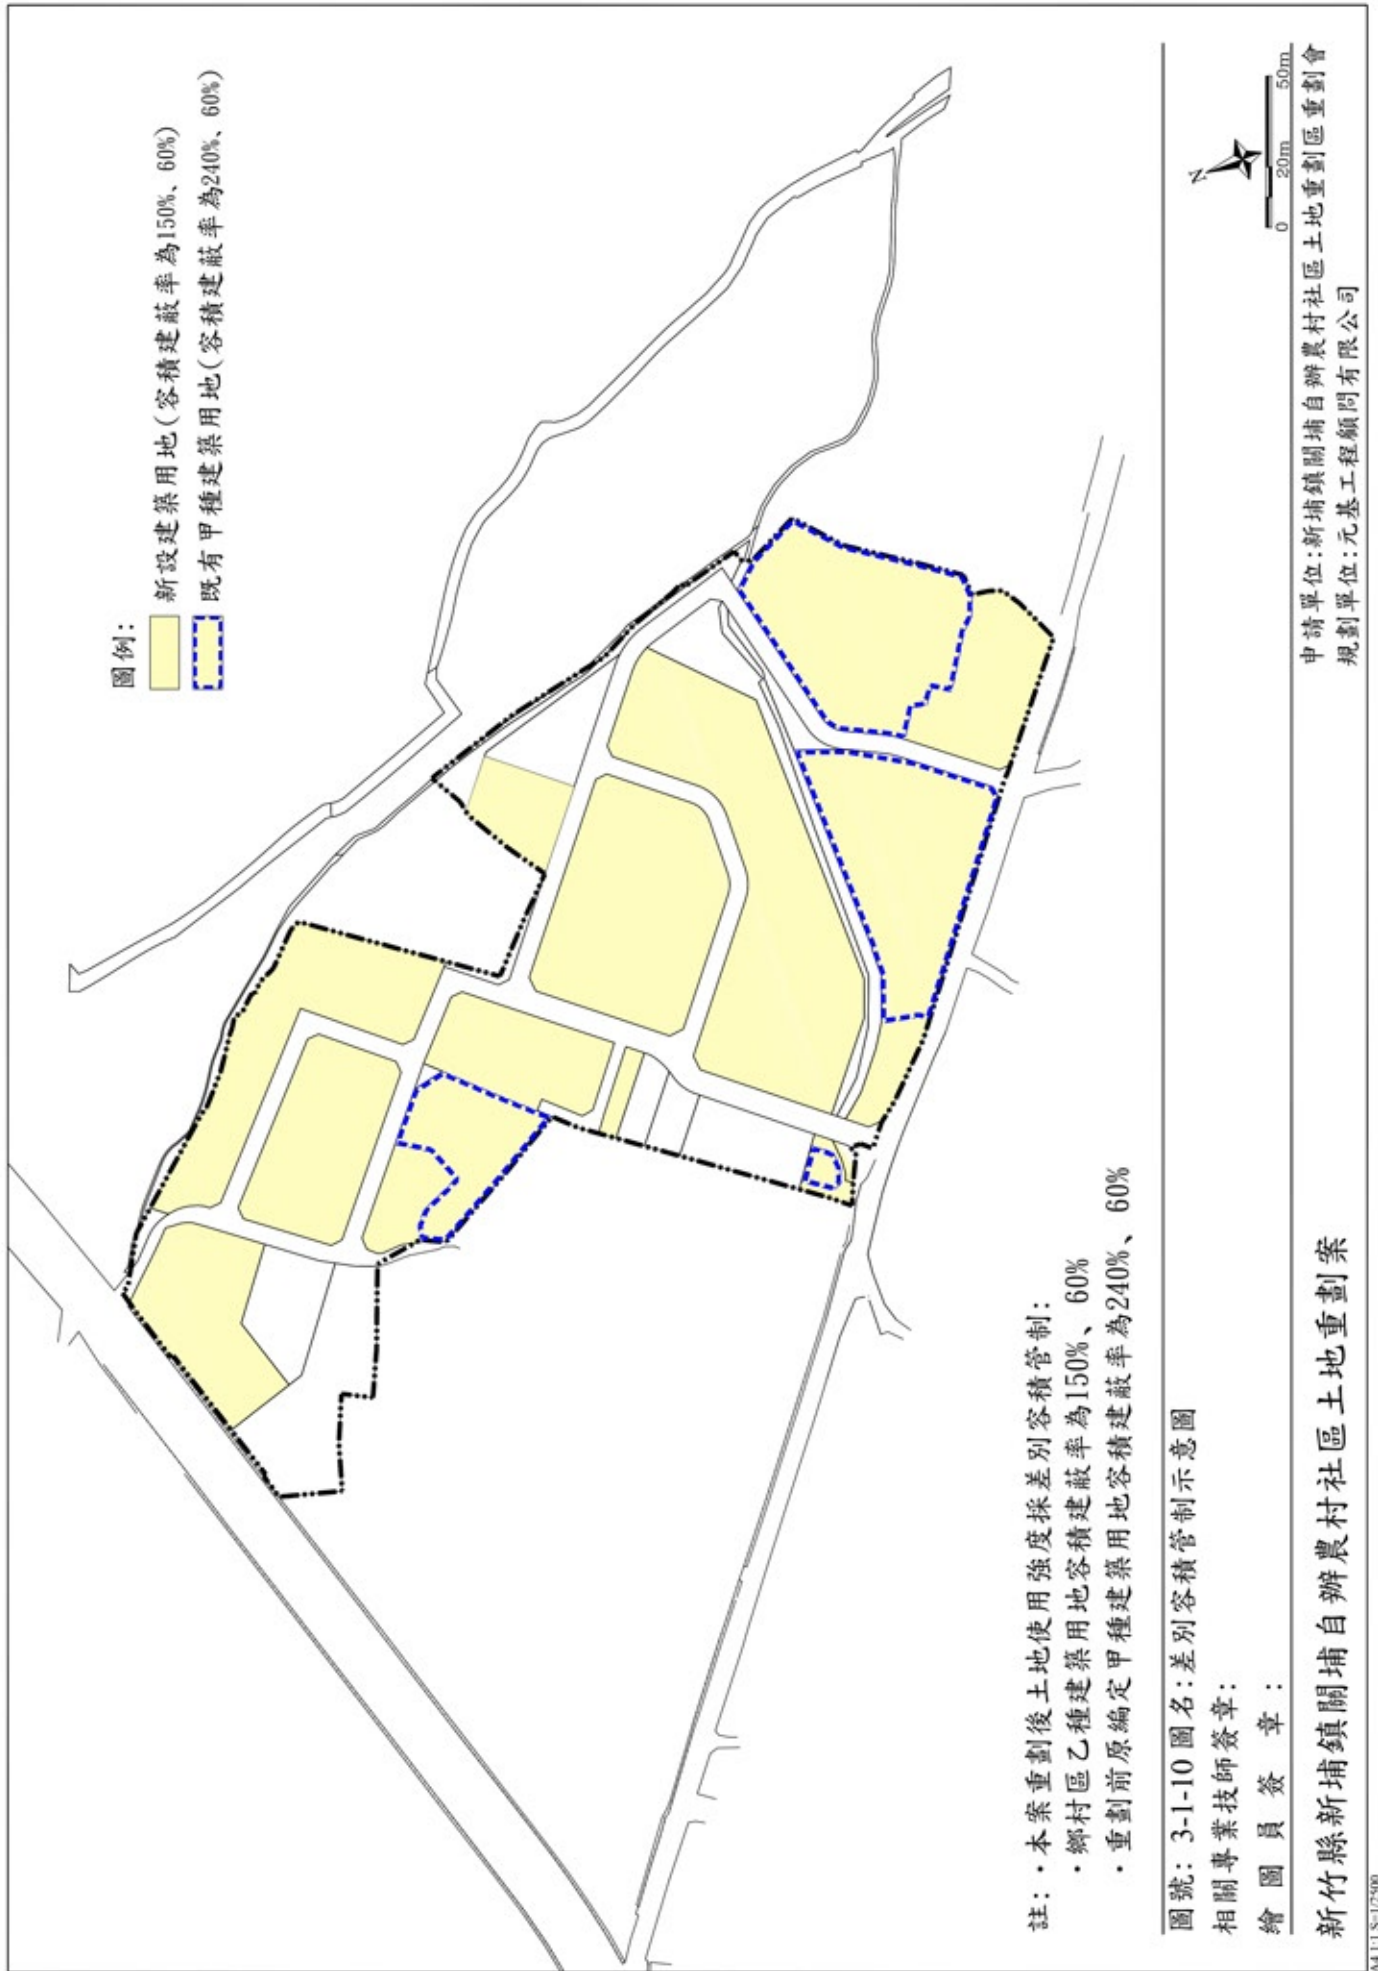 圖例：
新設建築用地(容積建蔽率為150%、60%)
既有甲種建築用地(容積建蔽率為240%、60%)
註：・本案重劃後土地使用強度採差別容積管制：
・鄉村區乙種建築用地容積建蔽率為150%、60%
・重劃前原編定甲種建築用地容積建蔽率為240%、60%
N
0 20m 50m
圖號：3-1-10 圖名：差別容積管制示意圖
相關專業技師簽章：
繪圖員簽章：
新竹縣新埔鎮關埔自辦農村社區土地重劃案
申請單位：新埔鎮關埔自辦農村社區土地重劃區重劃會
規劃單位：元基工程顧問有限公司
A4 1:1 S=1/2500